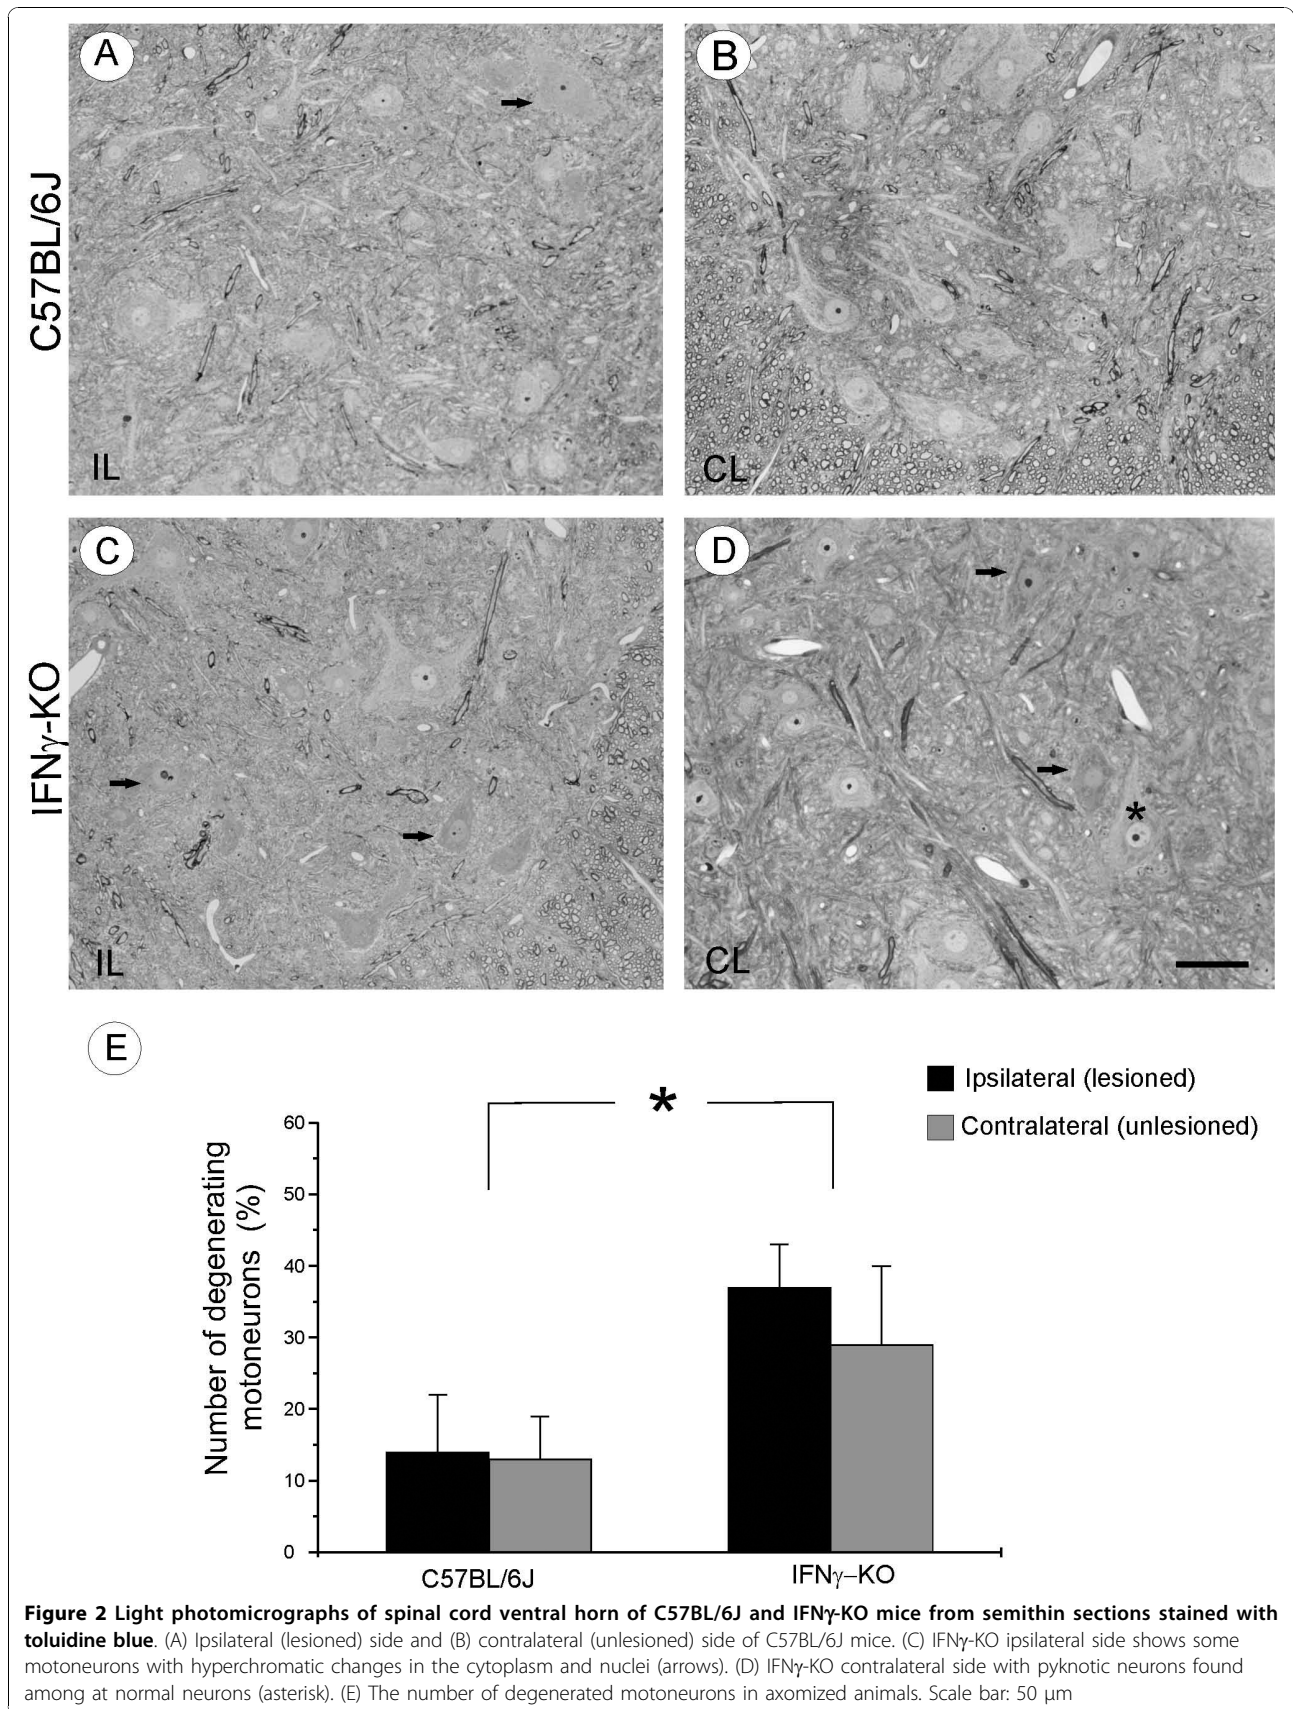 A
B
C57BL/6J
IL
CL
C
D
*
IFNγ-KO
IL
CL
E
Ipsilateral (lesioned)
Contralateral (unlesioned)
*
Number of degenerating
motoneurons (%)
60
50
40
30
20
10
0
C57BL/6J
IFNγ–KO
Figure 2 Light photomicrographs of spinal cord ventral horn of C57BL/6J and IFNγ-KO mice from semithin sections stained with
toluidine blue. (A) Ipsilateral (lesioned) side and (B) contralateral (unlesioned) side of C57BL/6J mice. (C) IFNγ-KO ipsilateral side shows some
motoneurons with hyperchromatic changes in the cytoplasm and nuclei (arrows). (D) IFNγ-KO contralateral side with pyknotic neurons found
among at normal neurons (asterisk). (E) The number of degenerated motoneurons in axomized animals. Scale bar: 50 μm